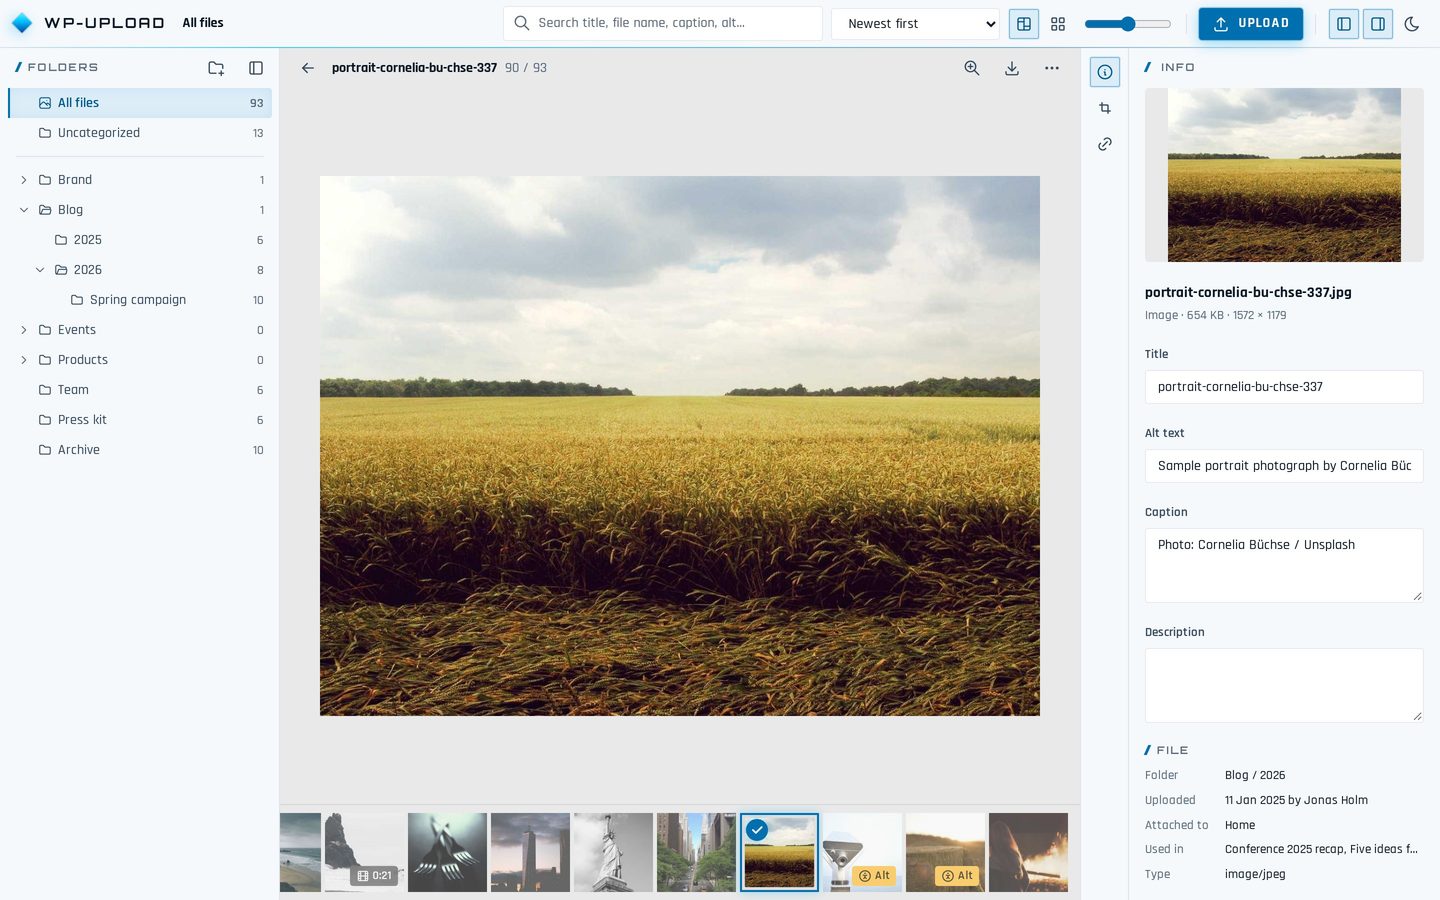 WP-UPLOAD
All files
Search title, file name, caption, alt...
Newest first
UPLOAD
FOLDERS
All files 93
Uncategorized 13
Brand 1
Blog 1
2025 6
2026 8
Spring campaign 10
Events 0
Products 0
Team 6
Press kit 6
Archive 10
portrait-cornelia-bu-chse-337 90 / 93
0:21
Alt
Alt
INFO
portrait-cornelia-bu-chse-337.jpg
Image · 654 KB · 1572 × 1179
Title
portrait-cornelia-bu-chse-337
Alt text
Sample portrait photograph by Cornelia Büc
Caption
Photo: Cornelia Büchse / Unsplash
Description
FILE
Folder Blog / 2026
Uploaded 11 Jan 2025 by Jonas Holm
Attached to Home
Used in Conference 2025 recap, Five ideas f...
Type image/jpeg